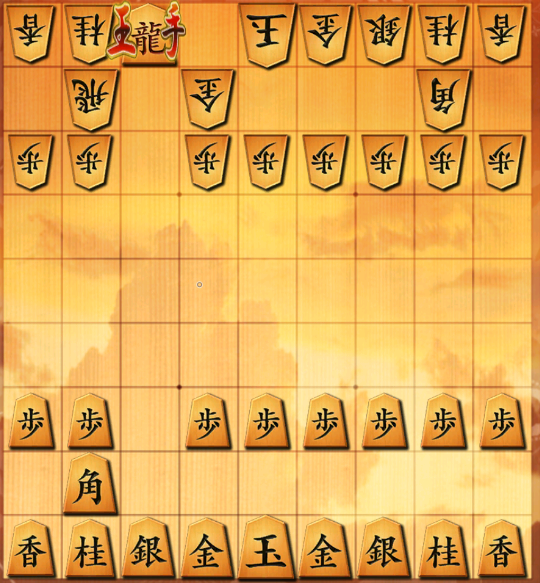 香 桂 王龍手 王 金 銀 桂 香
飛 金 角
歩 歩 歩 歩 歩 歩 歩 歩
歩 歩 歩 歩 歩 歩 歩 歩
角
香 桂 銀 金 玉 金 銀 桂 香